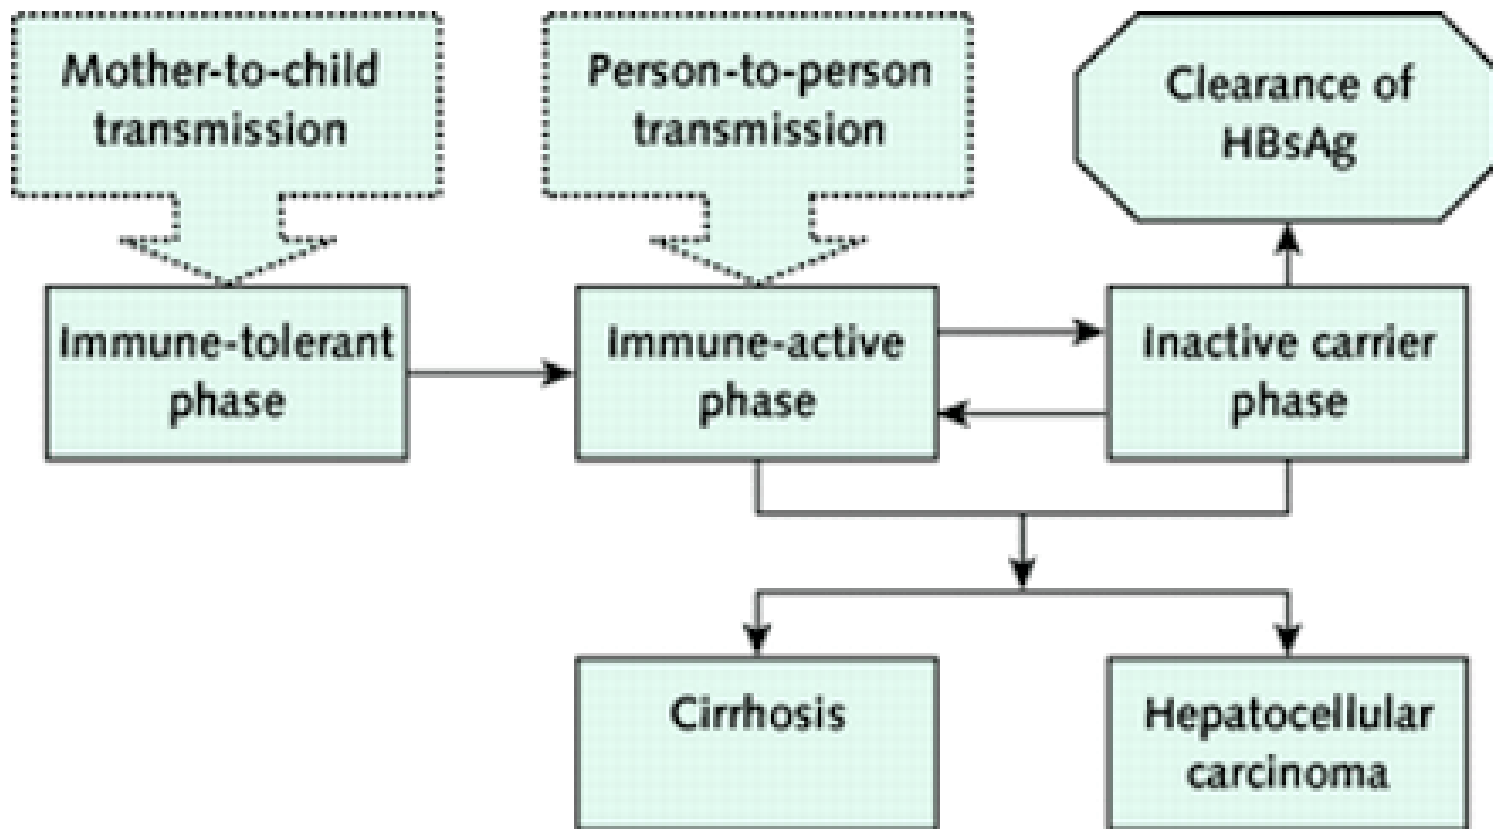 Mother-to-child
transmission
Person-to-person
transmission
Clearance of
HBsAg
Immune-tolerant
phase
Immune-active
phase
Inactive carrier
phase
Cirrhosis
Hepatocellular
carcinoma